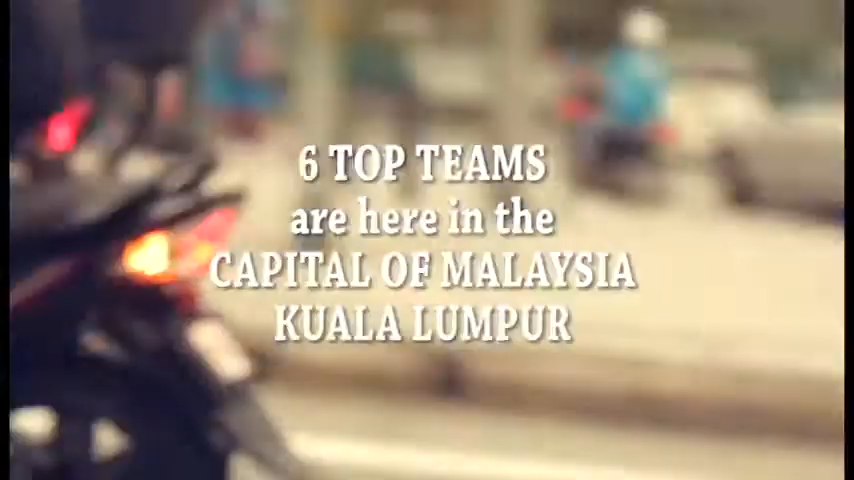 6 TOP TEAMS
are here in the
CAPITAL OF MALAYSIA
KUALA LUMPUR